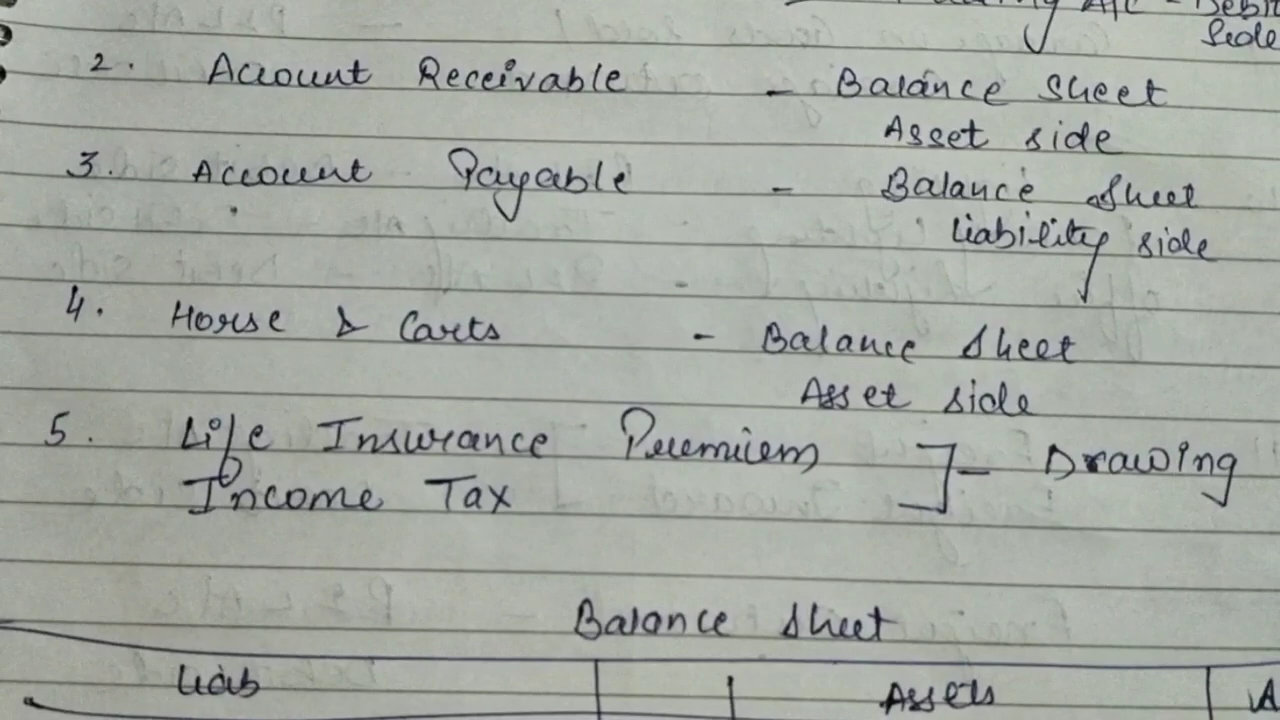 A/c - Debit
Side
2. Account Receivable - Balance Sheet
Asset side
3. Account Payable - Balance Sheet
liability side
4. Horse & Carts - Balance Sheet
Asset side
5. Life Insurance Premium
Income Tax ]- Drawing
Balance Sheet
Liab Assets A